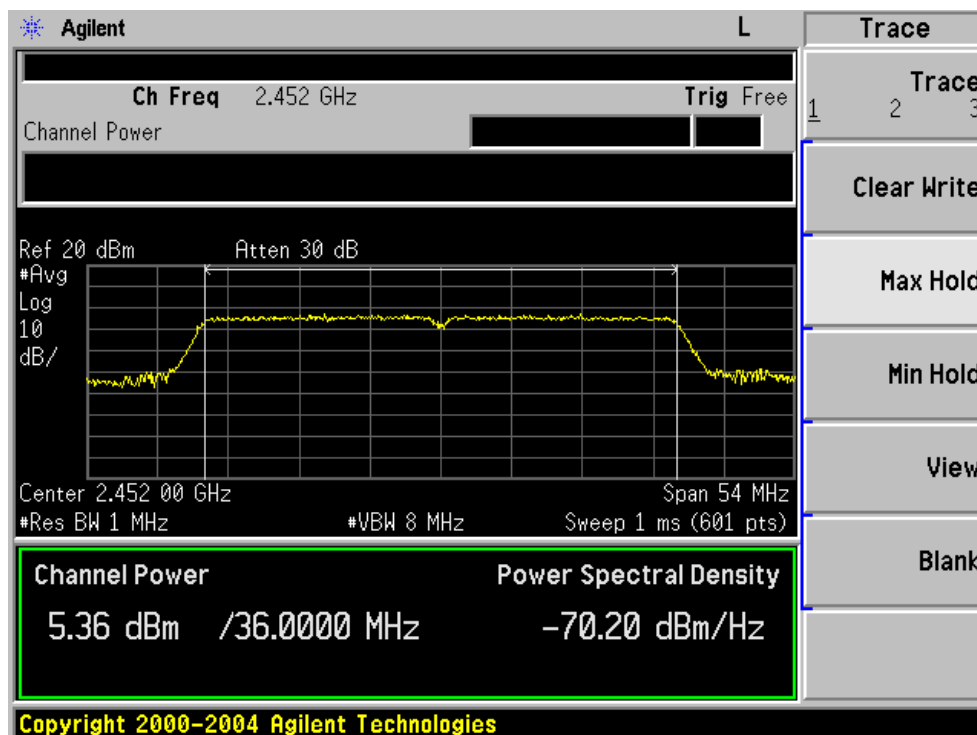 Agilent L Trace
Ch Freq 2.452 GHz Trig Free
Channel Power
Trace
1 2 3
Clear Write
Max Hold
Min Hold
View
Blank
Ref 20 dBm Atten 30 dB
#Avg
Log
10
dB/
Center 2.452 00 GHz Span 54 MHz
#Res BW 1 MHz #VBW 8 MHz Sweep 1 ms (601 pts)
Channel Power Power Spectral Density
5.36 dBm /36.0000 MHz -70.20 dBm/Hz
Copyright 2000-2004 Agilent Technologies